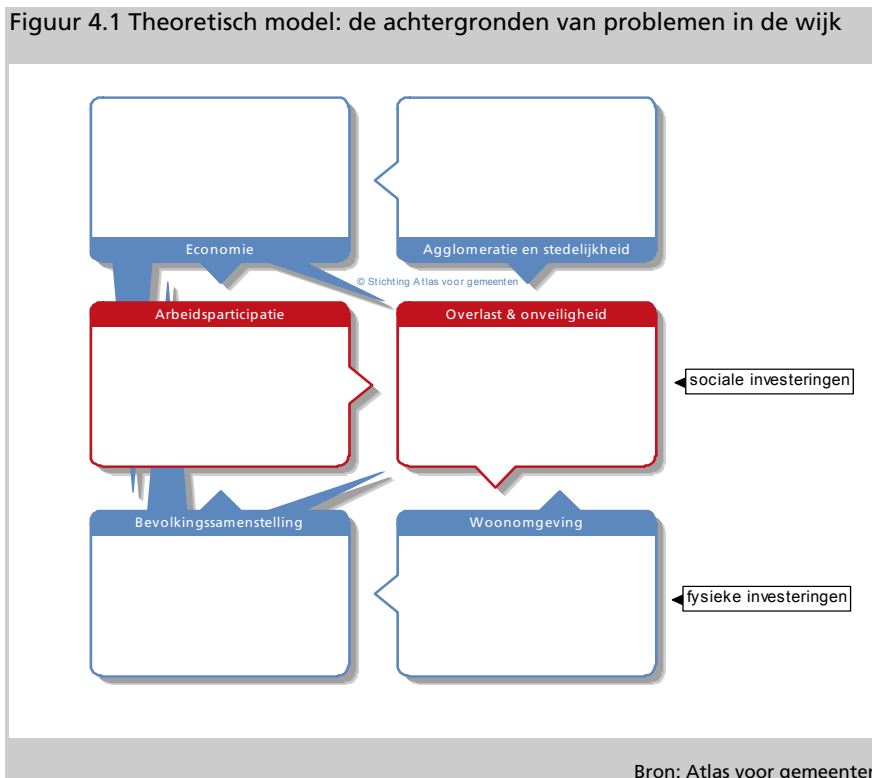 Figuur 4.1 Theoretisch model: de achtergronden van problemen in de wijk
Economie
Agglomeratie en stedelijkheid
© Stichting Atlas voor gemeenten
Arbeidsparticipatie
Overlast & onveiligheid
sociale investeringen
Bevolkingssamenstelling
Woonomgeving
fysieke investeringen
Bron: Atlas voor gemeenten